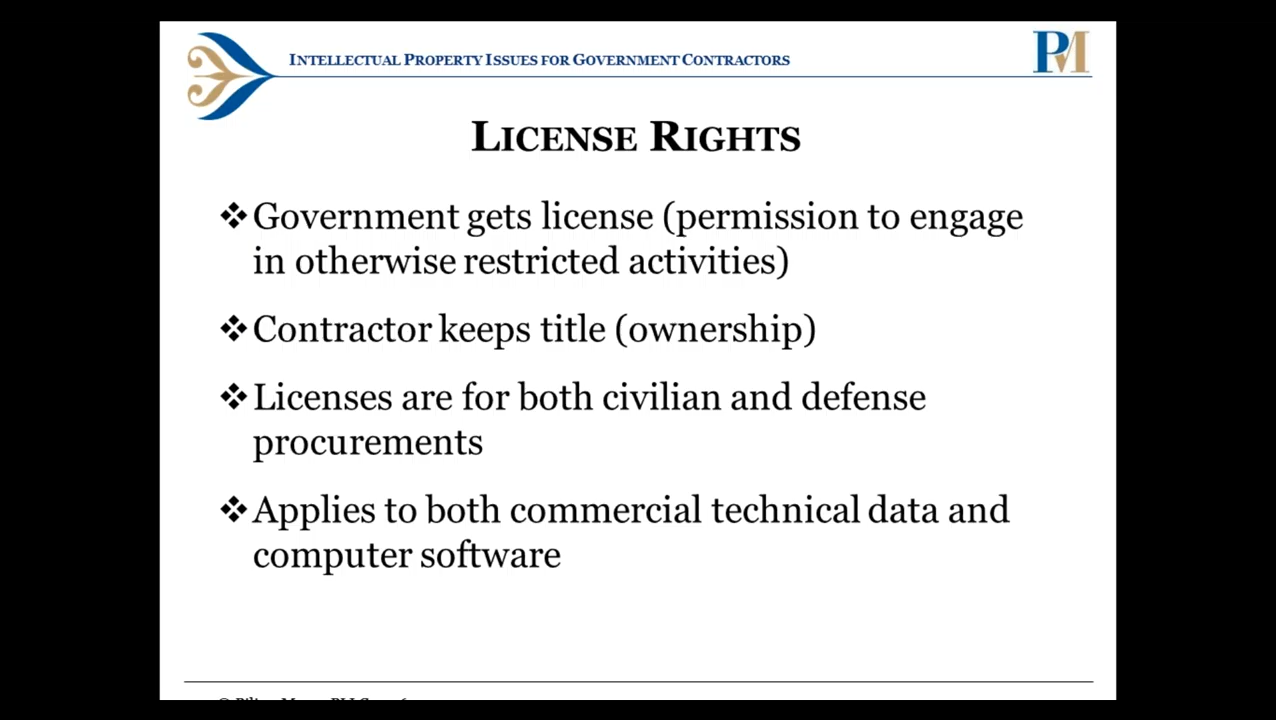 INTELLECTUAL PROPERTY ISSUES FOR GOVERNMENT CONTRACTORS
PM
LICENSE RIGHTS
❖Government gets license (permission to engage
in otherwise restricted activities)
❖Contractor keeps title (ownership)
❖Licenses are for both civilian and defense
procurements
❖Applies to both commercial technical data and
computer software